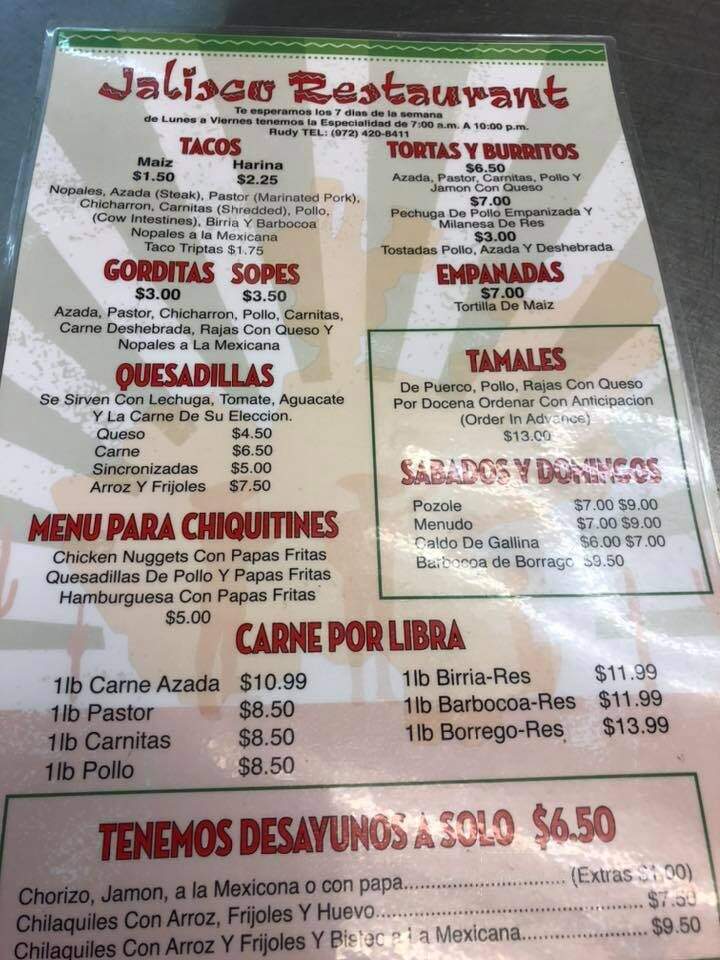 Jalisco Restaurant
Te esperamos los 7 dias de la semana
de Lunes a Viernes tenemos la Especialidad de 7:00 a.m. A 10:00 p.m.
Rudy TEL: (972) 420-8411
TACOS
Maiz Harina
$1.50 $2.25
Nopales, Azada (Steak), Pastor (Marinated Pork),
Chicharron, Carnitas (Shredded), Pollo,
(Cow Intestines), Birria Y Barbocoa
Nopales a la Mexicana
Taco Triptas $1.75
GORDITAS SOPES
$3.00 $3.50
Azada, Pastor, Chicharron, Pollo, Carnitas,
Carne Deshebrada, Rajas Con Queso Y
Nopales a La Mexicana
QUESADILLAS
Se Sirven Con Lechuga, Tomate, Aguacate
Y La Carne De Su Eleccion.
Queso $4.50
Carne $6.50
Sincronizadas $5.00
Arroz Y Frijoles $7.50
MENU PARA CHIQUITINES
Chicken Nuggets Con Papas Fritas
Quesadillas De Pollo Y Papas Fritas
Hamburguesa Con Papas Fritas
$5.00
TORTAS Y BURRITOS
$6.50
Azada, Pastor, Carnitas, Pollo Y
Jamon Con Queso
$7.00
Pechuga De Pollo Empanizada Y
Milanesa De Res
$3.00
Tostadas Pollo, Azada Y Deshebrada
EMPANADAS
$7.00
Tortilla De Maiz
TAMALES
De Puerco, Pollo, Rajas Con Queso
Por Docena Ordenar Con Anticipacion
(Order In Advance)
$13.00
SABADOS Y DOMINGOS
Pozole $7.00 $9.00
Menudo $7.00 $9.00
Caldo De Gallina $6.00 $7.00
Barbocoa de Borrago $9.50
CARNE POR LIBRA
1lb Carne Azada $10.99
1lb Pastor $8.50
1lb Carnitas $8.50
1lb Pollo $8.50
1lb Birria-Res $11.99
1lb Barbocoa-Res $11.99
1lb Borrego-Res $13.99
TENEMOS DESAYUNOS A SOLO $6.50
Chorizo, Jamon, a la Mexicona o con papa.............................. (Extras $1.00)
Chilaquiles Con Arroz, Frijoles Y Huevo.................................................. $7.50
Chilaquiles Con Arroz Y Frijoles Y Bistec a La Mexicana....................... $9.50